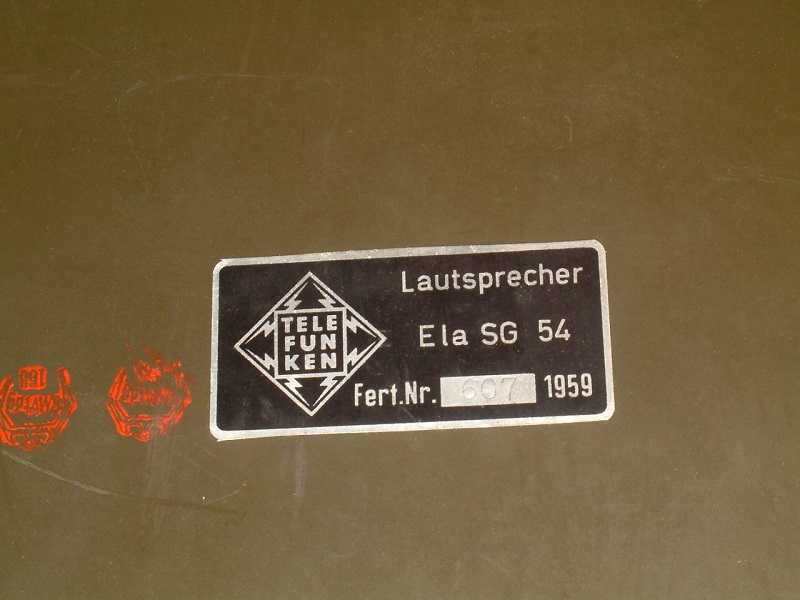 TELE
FUN
KEN
Lautsprecher
Ela SG 54
Fert.Nr. 607 1959